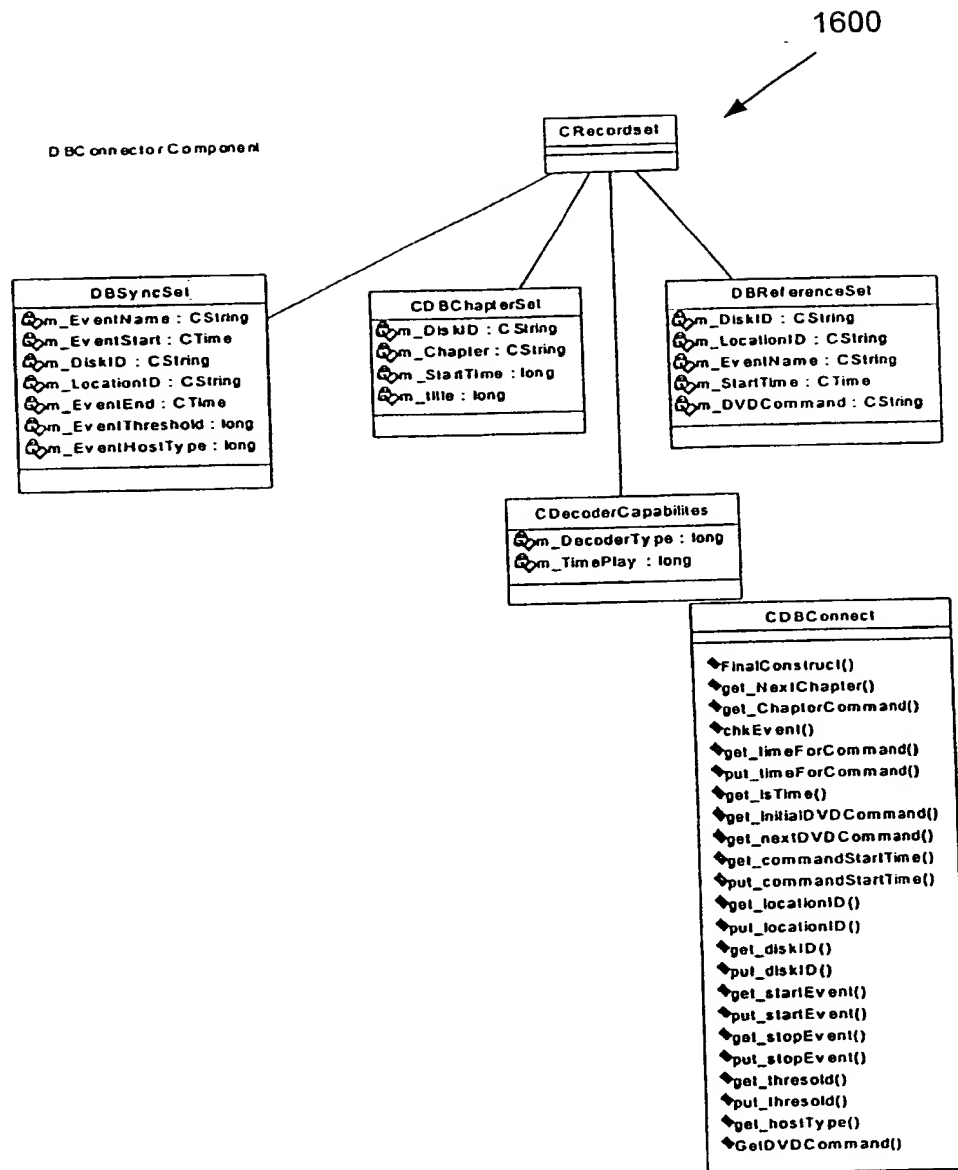 1600
DBConnectorComponent
CRecordset
DBSyncSet
m_EventName : CString
m_EventStart : CTime
m_DiskID : CString
m_LocationID : CString
m_EventEnd : CTime
m_EventThreshold : long
m_EventHostType : long
CDBChapterSet
m_DiskID : CString
m_Chapter : CString
m_StartTime : long
m_title : long
DBReferenceSet
m_DiskID : CString
m_LocationID : CString
m_EventName : CString
m_StartTime : CTime
m_DVDCommand : CString
CDecoderCapabilites
m_DecoderType : long
m_TimePlay : long
CDBConnect
FinalConstruct()
get_NextChapter()
get_ChapterCommand()
chkEvent()
get_timeForCommand()
put_timeForCommand()
get_IsTime()
get_InitialDVDCommand()
get_nextDVDCommand()
get_commandStartTime()
put_commandStartTime()
get_locationID()
put_locationID()
get_diskID()
put_diskID()
get_startEvent()
put_startEvent()
get_stopEvent()
put_stopEvent()
get_thresold()
put_thresold()
get_hostType()
GetDVDCommand()